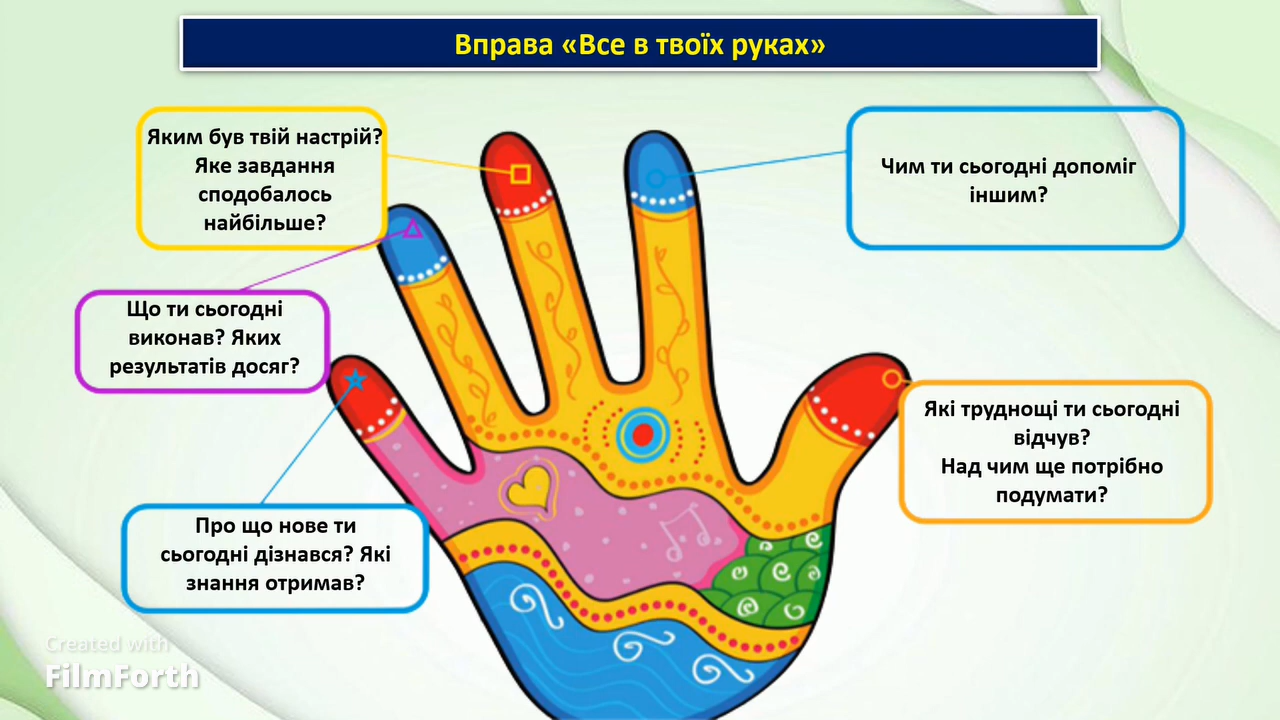 Вправа «Все в твоїх руках»
Яким був твій настрій?
Яке завдання
сподобалось
найбільше?
Чим ти сьогодні допоміг
іншим?
Що ти сьогодні
виконав? Яких
результатів досяг?
Які труднощі ти сьогодні
відчув?
Над чим ще потрібно
подумати?
Про що нове ти
сьогодні дізнався? Які
знання отримав?
Created with
FilmForth